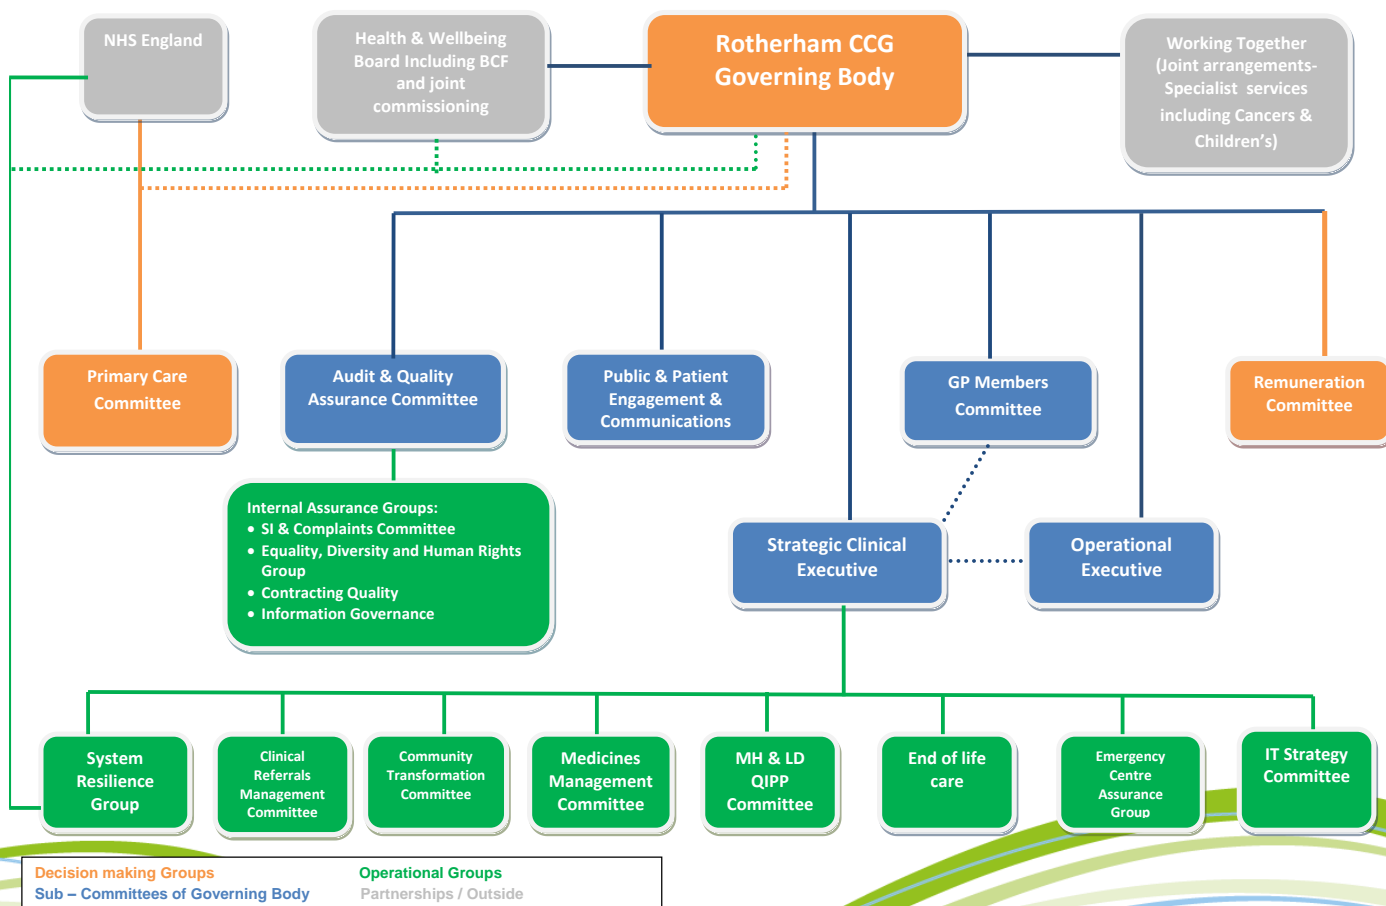 NHS England
Health & Wellbeing
Board Including BCF
and joint
commissioning
Rotherham CCG
Governing Body
Working Together
(Joint arrangements-
Specialist services
including Cancers &
Children's)
Primary Care
Committee
Audit & Quality
Assurance Committee
Public & Patient
Engagement &
Communications
GP Members
Committee
Remuneration
Committee
Internal Assurance Groups:
• SI & Complaints Committee
• Equality, Diversity and Human Rights
Group
• Contracting Quality
• Information Governance
Strategic Clinical
Executive
Operational
Executive
System
Resilience
Group
Clinical
Referrals
Management
Committee
Community
Transformation
Committee
Medicines
Management
Committee
MH & LD
QIPP
Committee
End of life
care
Emergency
Centre
Assurance
Group
IT Strategy
Committee
Decision making Groups
Operational Groups
Sub – Committees of Governing Body
Partnerships / Outside